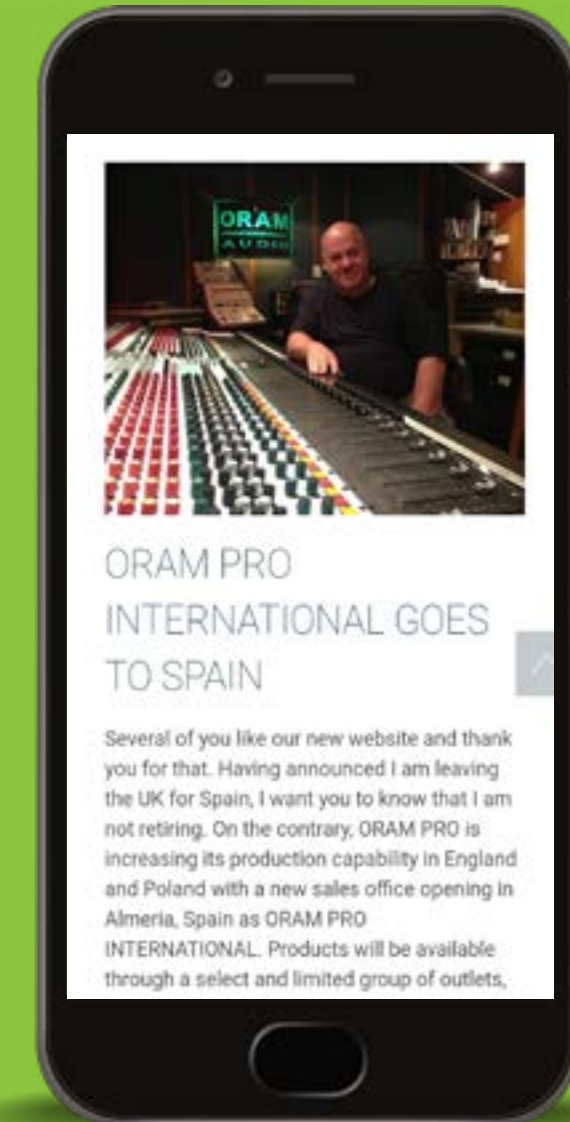 ORAM
AUDIO
ORAM PRO
INTERNATIONAL GOES
TO SPAIN
Several of you like our new website and thank
you for that. Having announced I am leaving
the UK for Spain, I want you to know that I am
not retiring. On the contrary, ORAM PRO is
increasing its production capability in England
and Poland with a new sales office opening in
Almeria, Spain as ORAM PRO
INTERNATIONAL. Products will be available
through a select and limited group of outlets,